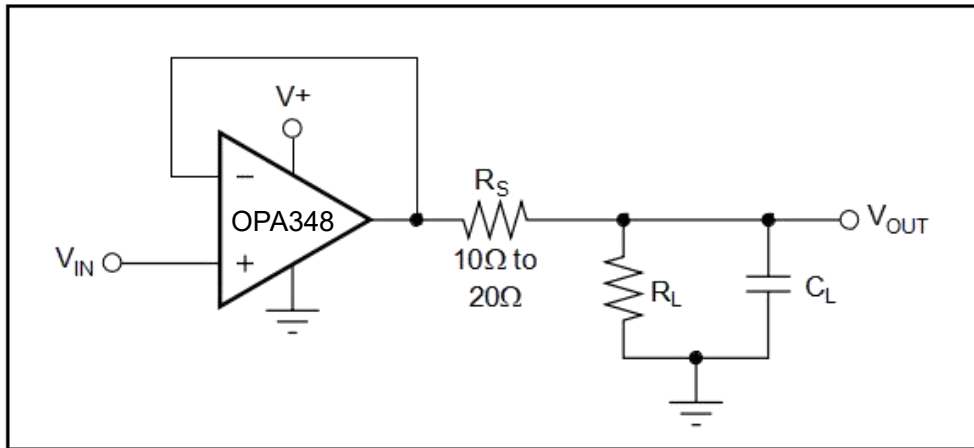 V+
−
OPA348
+
V_IN
R_S
10Ω to
20Ω
R_L
C_L
V_OUT